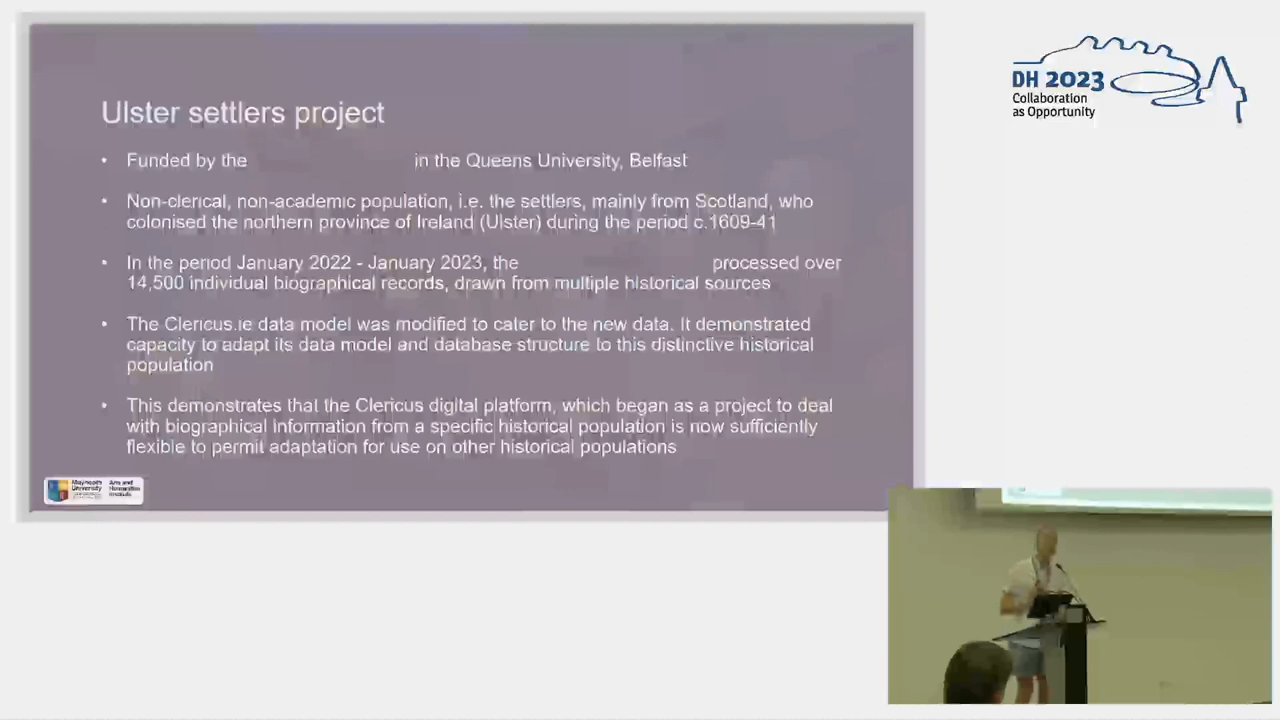 DH 2023
Collaboration
as Opportunity
Ulster settlers project
• Funded by the in the Queens University, Belfast
• Non-clerical, non-academic population, i.e. the settlers, mainly from Scotland, who
colonised the northern province of Ireland (Ulster) during the period c.1609-41
• In the period January 2022 - January 2023, the processed over
14,500 individual biographical records, drawn from multiple historical sources
• The Clericus.ie data model was modified to cater to the new data. It demonstrated
capacity to adapt its data model and database structure to this distinctive historical
population
• This demonstrates that the Clericus digital platform, which began as a project to deal
with biographical information from a specific historical population is now sufficiently
flexible to permit adaptation for use on other historical populations
Maynooth
University
Arts and
Humanities
Institute